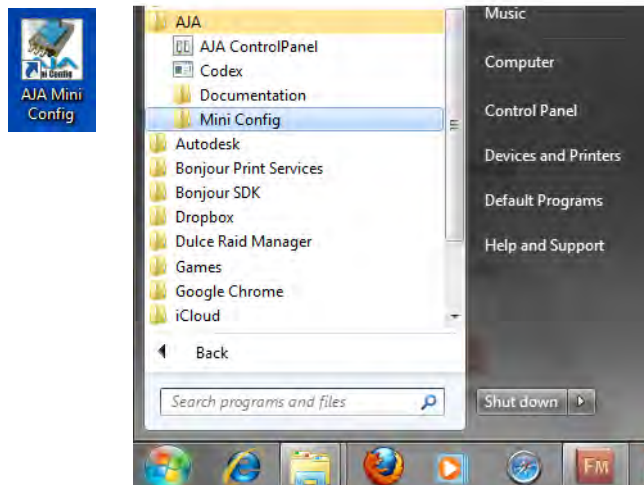 AJA Mini
Config
AJA
AJA ControlPanel
Codex
Documentation
Mini Config
Autodesk
Bonjour Print Services
Bonjour SDK
Dropbox
Dulce Raid Manager
Games
Google Chrome
iCloud
Back
Search programs and files
Music
Computer
Control Panel
Devices and Printers
Default Programs
Help and Support
Shut down
FM